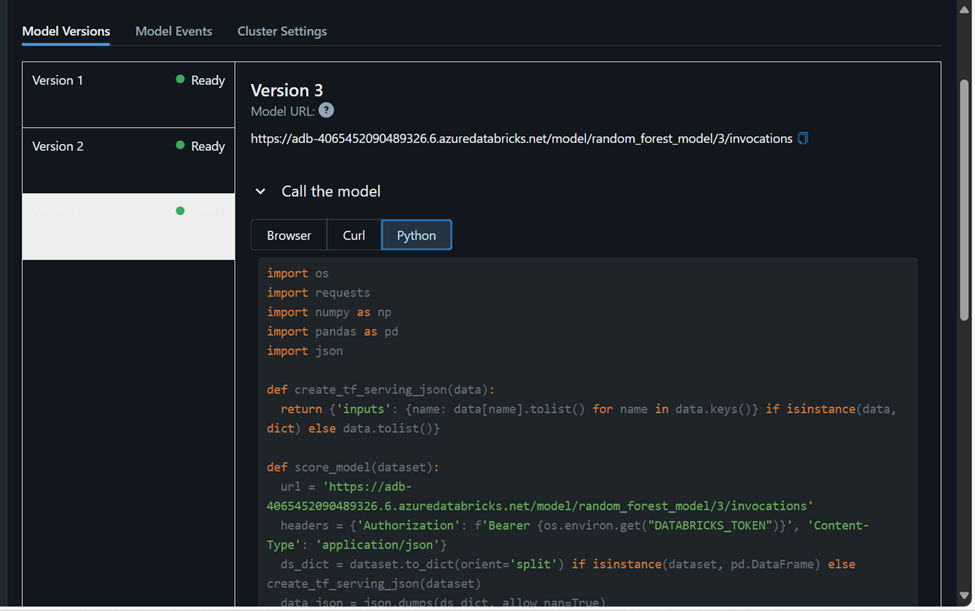 Model Versions Model Events Cluster Settings
Version 1 Ready
Version 2 Ready
Version 3
Model URL: ?
https://adb-4065452090489326.6.azuredatabricks.net/model/random_forest_model/3/invocations
Call the model
Browser Curl Python
import os
import requests
import numpy as np
import pandas as pd
import json
def create_tf_serving_json(data):
return {'inputs': {name: data[name].tolist() for name in data.keys()} if isinstance(data,
dict) else data.tolist()}
def score_model(dataset):
url = 'https://adb-
4065452090489326.6.azuredatabricks.net/model/random_forest_model/3/invocations'
headers = {'Authorization': f'Bearer {os.environ.get("DATABRICKS_TOKEN")}', 'Content-
Type': 'application/json'}
ds_dict = dataset.to_dict(orient='split') if isinstance(dataset, pd.DataFrame) else
create_tf_serving_json(dataset)
data_json = json.dumps(ds_dict, allow_nan=True)